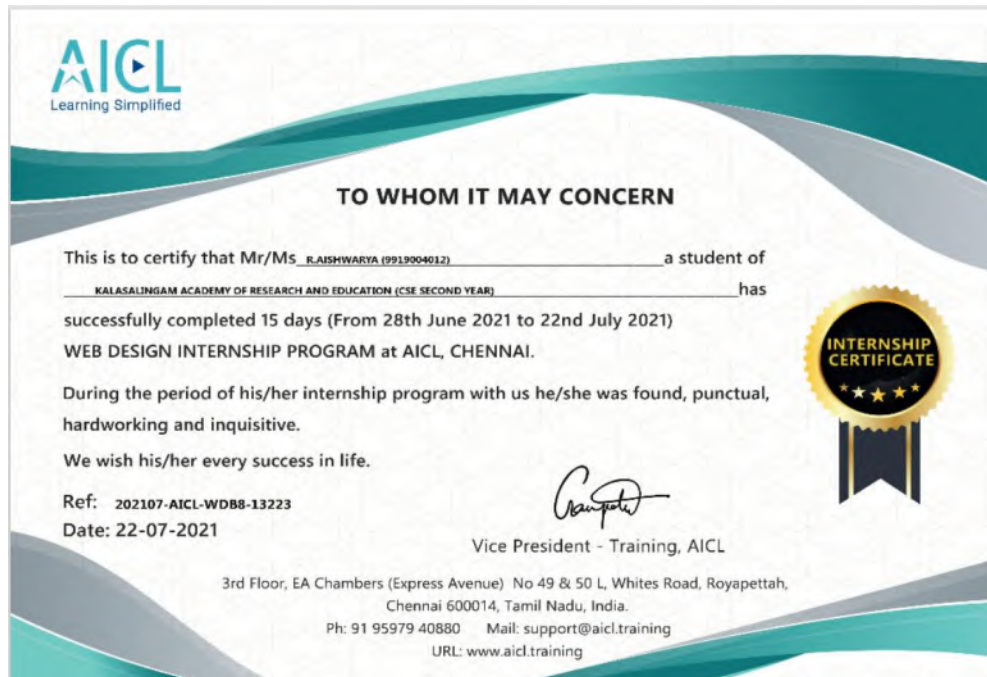 AICL
Learning Simplified
TO WHOM IT MAY CONCERN
This is to certify that Mr/Ms R.AISHWARYA (9919004012) a student of
KALASALINGAM ACADEMY OF RESEARCH AND EDUCATION (CSE SECOND YEAR) has
successfully completed 15 days (From 28th June 2021 to 22nd July 2021)
WEB DESIGN INTERNSHIP PROGRAM at AICL, CHENNAI.
During the period of his/her internship program with us he/she was found, punctual,
hardworking and inquisitive.
We wish his/her every success in life.
INTERNSHIP
CERTIFICATE
Ref: 202107-AICL-WDB8-13223
Date: 22-07-2021
Vice President - Training, AICL
3rd Floor, EA Chambers (Express Avenue) No 49 & 50 L, Whites Road, Royapettah,
Chennai 600014, Tamil Nadu, India.
Ph: 91 95979 40880 Mail: support@aicl.training
URL: www.aicl.training